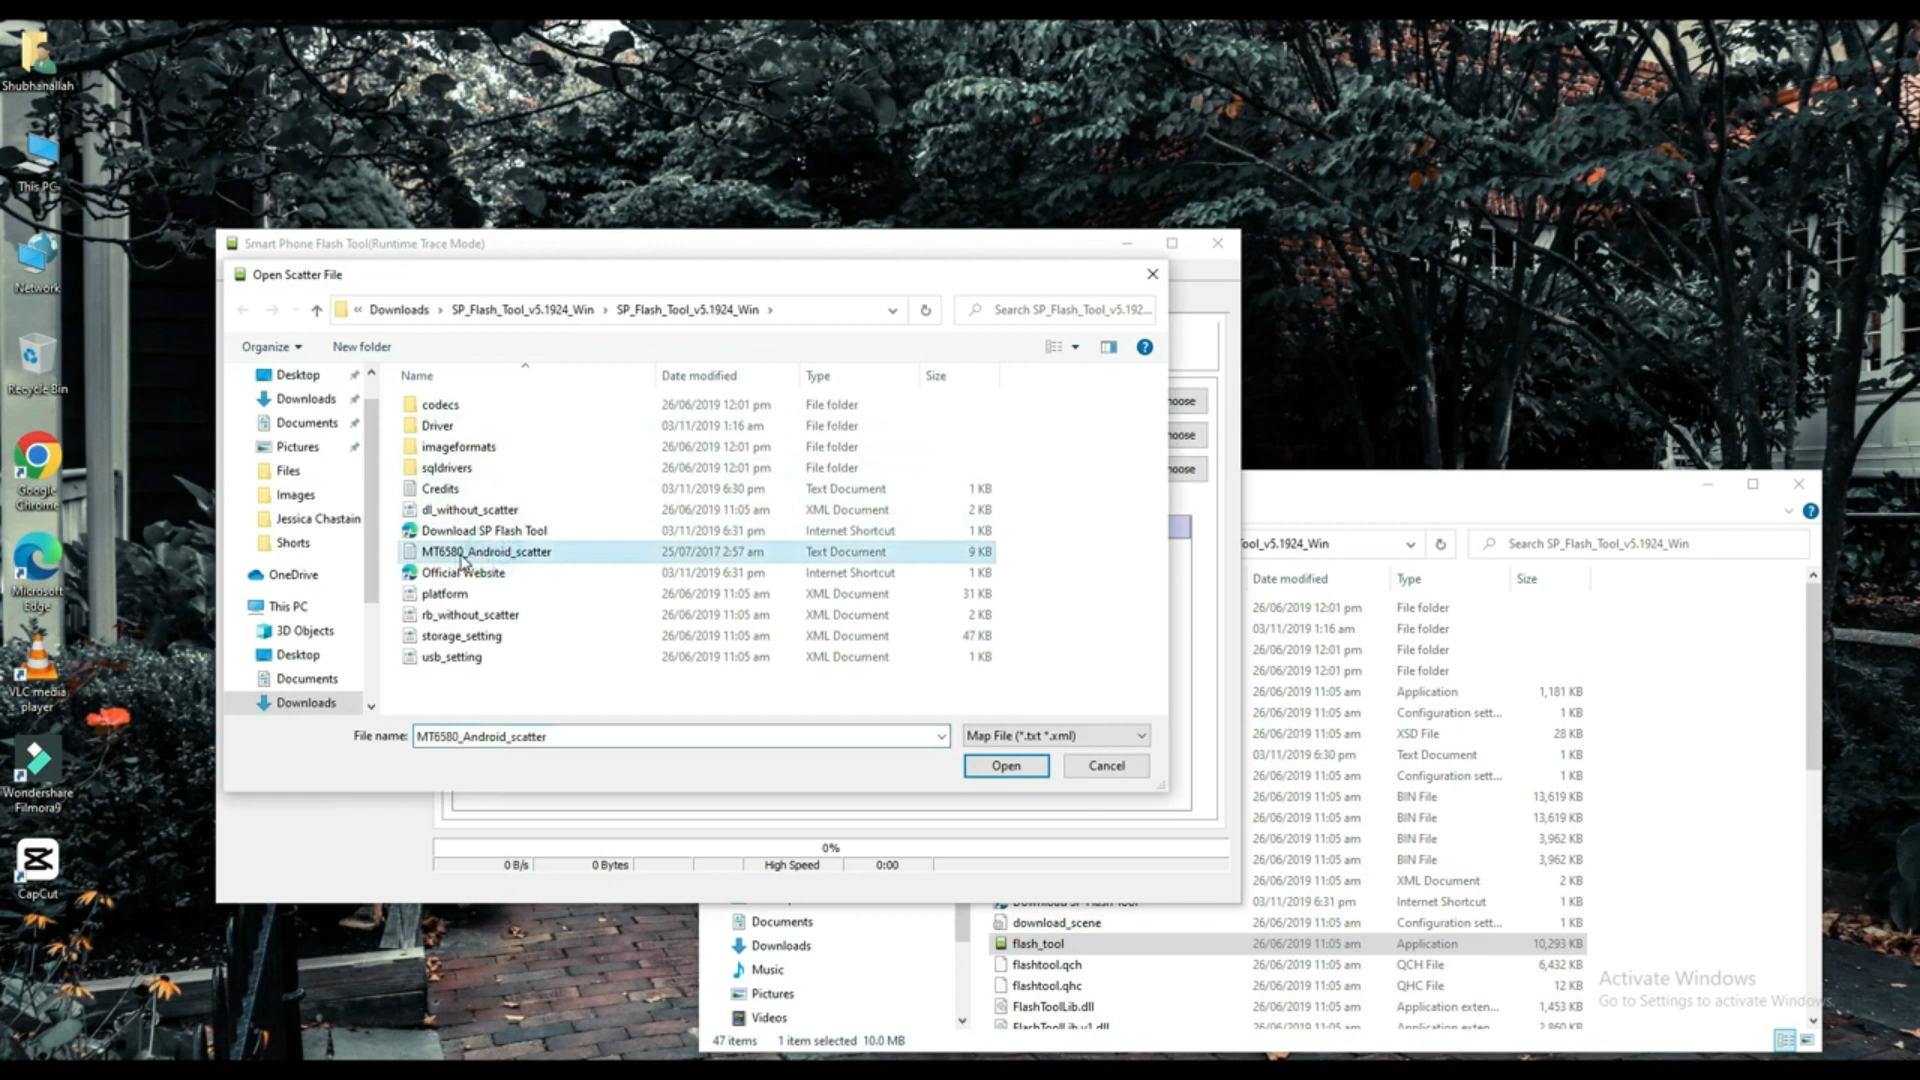 Shubhanallah
This PC
Network
Recycle Bin
Google Chrome
Microsoft Edge
VLC media player
Wondershare Filmora9
CapCut
Smart Phone Flash Tool(Runtime Trace Mode)
Open Scatter File
« Downloads › SP_Flash_Tool_v5.1924_Win › SP_Flash_Tool_v5.1924_Win ›
Search SP_Flash_Tool_v5.192...
Organize
New folder
Desktop
Downloads
Documents
Pictures
Files
Images
Jessica Chastain
Shorts
OneDrive
This PC
3D Objects
Desktop
Documents
Downloads
Name Date modified Type Size
codecs 26/06/2019 12:01 pm File folder
Driver 03/11/2019 1:16 am File folder
imageformats 26/06/2019 12:01 pm File folder
sqldrivers 26/06/2019 12:01 pm File folder
Credits 03/11/2019 6:30 pm Text Document 1 KB
dl_without_scatter 26/06/2019 11:05 am XML Document 2 KB
Download SP Flash Tool 03/11/2019 6:31 pm Internet Shortcut 1 KB
MT6580_Android_scatter 25/07/2017 2:57 am Text Document 9 KB
Official Website 03/11/2019 6:31 pm Internet Shortcut 1 KB
platform 26/06/2019 11:05 am XML Document 31 KB
rb_without_scatter 26/06/2019 11:05 am XML Document 2 KB
storage_setting 26/06/2019 11:05 am XML Document 47 KB
usb_setting 26/06/2019 11:05 am XML Document 1 KB
File name: MT6580_Android_scatter
Map File (*.txt *.xml)
Open
Cancel
hoose
hoose
hoose
0%
0 B/s 0 Bytes High Speed 0:00
ool_v5.1924_Win
Search SP_Flash_Tool_v5.1924_Win
Date modified Type Size
26/06/2019 12:01 pm File folder
03/11/2019 1:16 am File folder
26/06/2019 12:01 pm File folder
26/06/2019 12:01 pm File folder
26/06/2019 11:05 am Application 1,181 KB
26/06/2019 11:05 am Configuration sett... 1 KB
26/06/2019 11:05 am XSD File 28 KB
03/11/2019 6:30 pm Text Document 1 KB
26/06/2019 11:05 am Configuration sett... 1 KB
26/06/2019 11:05 am BIN File 13,619 KB
26/06/2019 11:05 am BIN File 13,619 KB
26/06/2019 11:05 am BIN File 3,962 KB
26/06/2019 11:05 am BIN File 3,962 KB
26/06/2019 11:05 am XML Document 2 KB
03/11/2019 6:31 pm Internet Shortcut 1 KB
download_scene 26/06/2019 11:05 am Configuration sett... 1 KB
flash_tool 26/06/2019 11:05 am Application 10,293 KB
flashtool.qch 26/06/2019 11:05 am QCH File 6,432 KB
flashtool.qhc 26/06/2019 11:05 am QHC File 12 KB
FlashToolLib.dll 26/06/2019 11:05 am Application exten... 1,453 KB
FlashToolLib.v1.dll 26/06/2019 11:05 am Application exten... 2,860 KB
Documents
Downloads
Music
Pictures
Videos
47 items 1 item selected 10.0 MB
Activate Windows
Go to Settings to activate Windows.